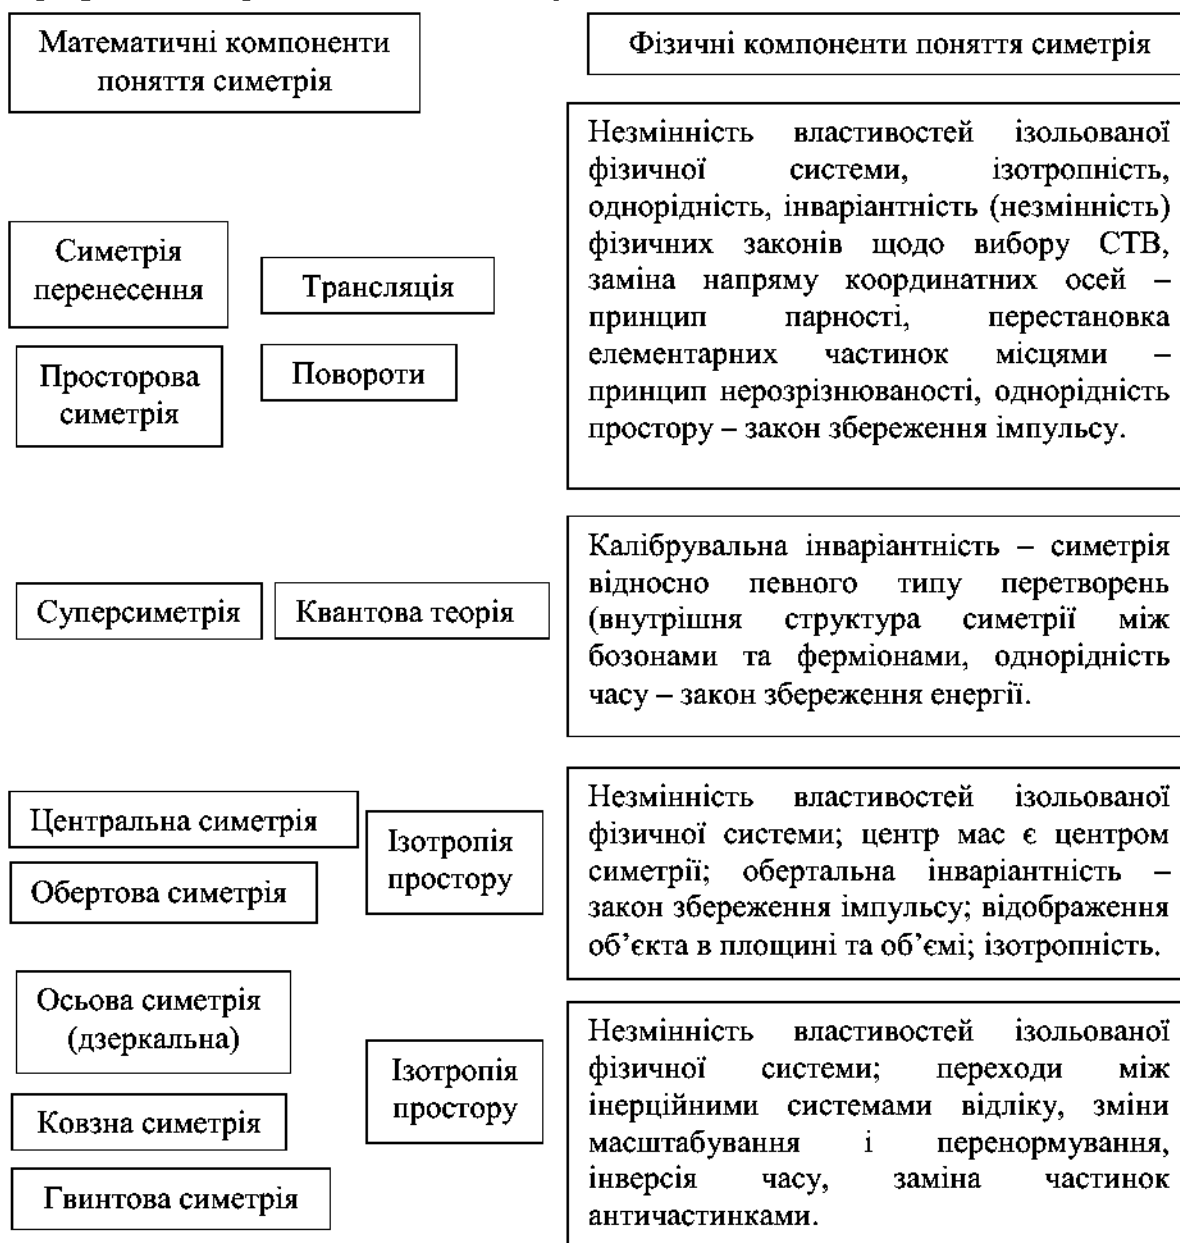 Математичні компоненти
поняття симетрія
Фізичні компоненти поняття симетрія
Симетрія
перенесення
Трансляція
Просторова
симетрія
Повороти
Незмінність властивостей ізольованої
фізичної системи, ізотропність,
однорідність, інваріантність (незмінність)
фізичних законів щодо вибору СТВ,
заміна напряму координатних осей –
принцип парності, перестановка
елементарних частинок місцями –
принцип нерозрізнюваності, однорідність
простору – закон збереження імпульсу.
Суперсиметрія
Квантова теорія
Калібрувальна інваріантність – симетрія
відносно певного типу перетворень
(внутрішня структура симетрії між
бозонами та ферміонами, однорідність
часу – закон збереження енергії.
Центральна симетрія
Обертова симетрія
Ізотропія
простору
Незмінність властивостей ізольованої
фізичної системи; центр мас є центром
симетрії; обертальна інваріантність –
закон збереження імпульсу; відображення
об’єкта в площині та об’ємі; ізотропність.
Осьова симетрія
(дзеркальна)
Ковзна симетрія
Гвинтова симетрія
Ізотропія
простору
Незмінність властивостей ізольованої
фізичної системи; переходи між
інерційними системами відліку, зміни
масштабування і перенормування,
інверсія часу, заміна частинок
античастинками.